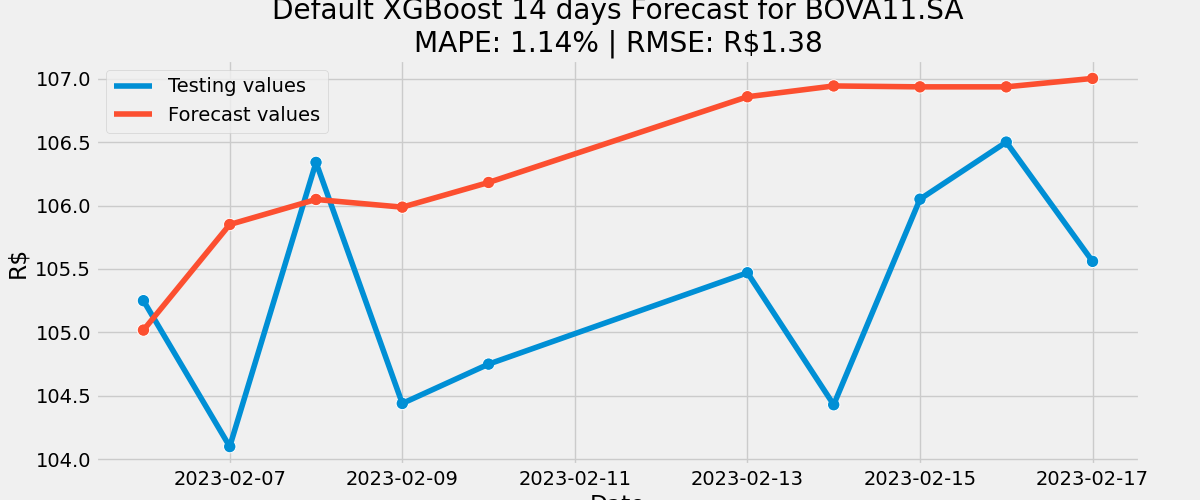 Default XGBoost 14 days Forecast for BOVA11.SA
MAPE: 1.14% | RMSE: R$1.38
Testing values
Forecast values
R$
107.0
106.5
106.0
105.5
105.0
104.5
104.0
2023-02-07
2023-02-09
2023-02-11
2023-02-13
2023-02-15
2023-02-17
Date